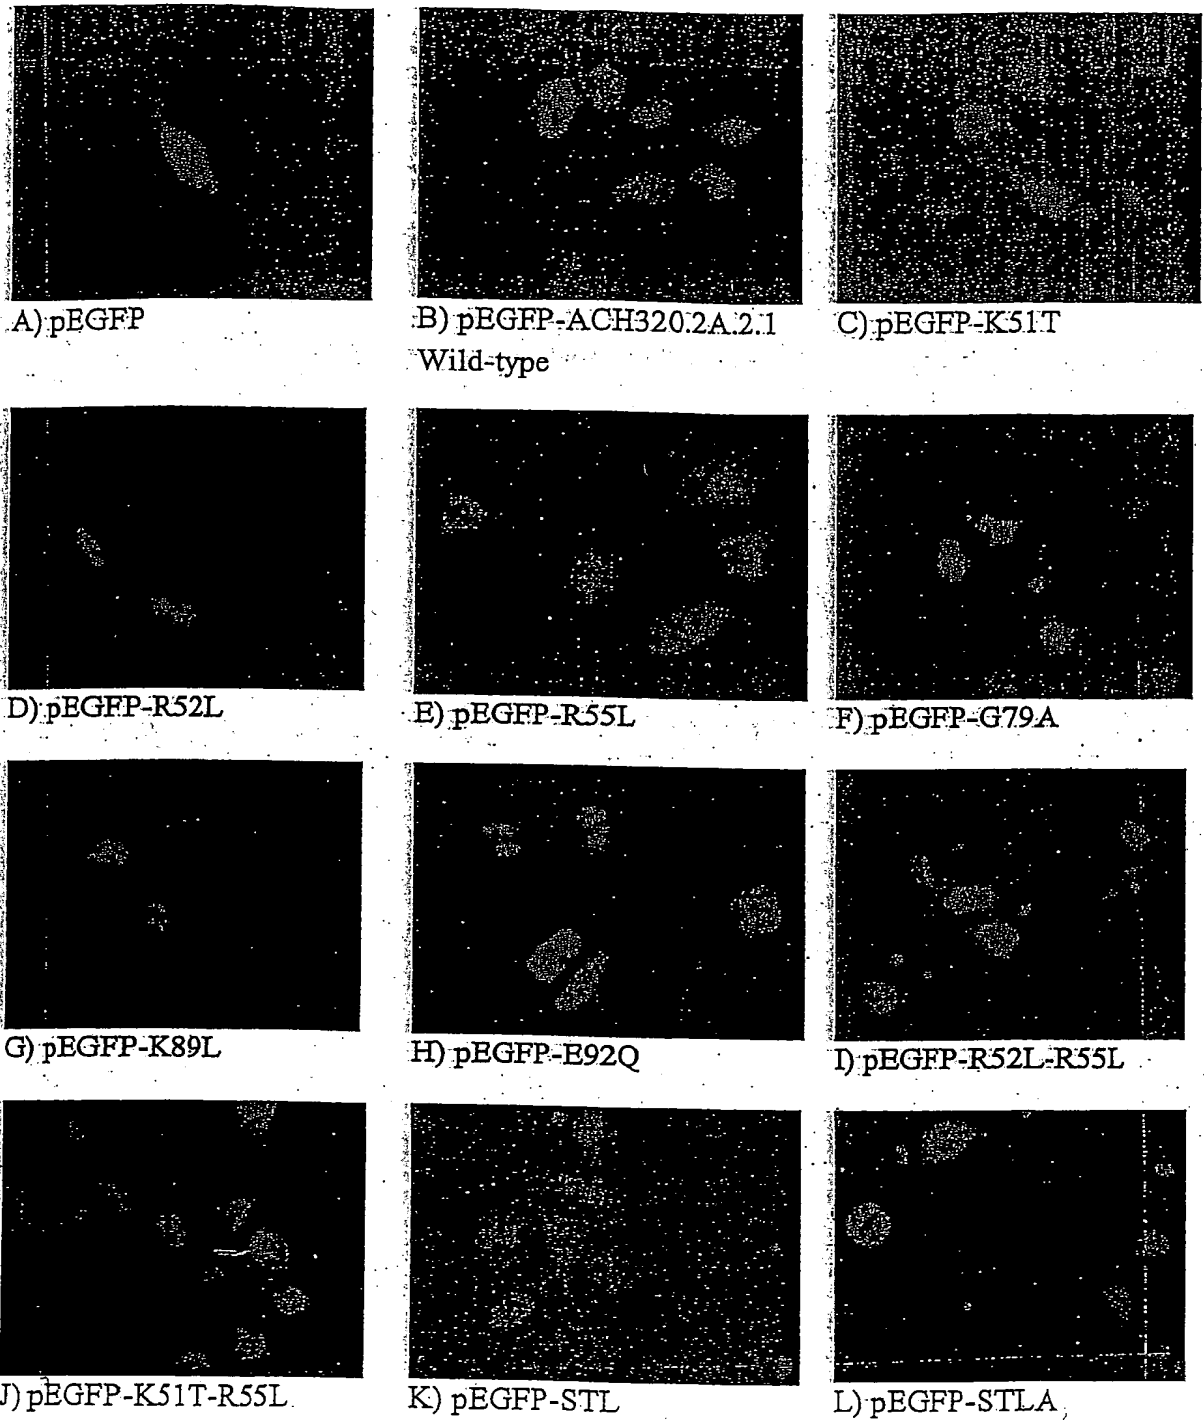 A) pEGFP
B) pEGFP-ACH320.2A.2.1
Wild-type
C) pEGFP-K51T
D) pEGFP-R52L
E) pEGFP-R55L
F) pEGFP-G79A
G) pEGFP-K89L
H) pEGFP-E92Q
I) pEGFP-R52L-R55L
J) pEGFP-K51T-R55L
K) pEGFP-STL
L) pEGFP-STLA